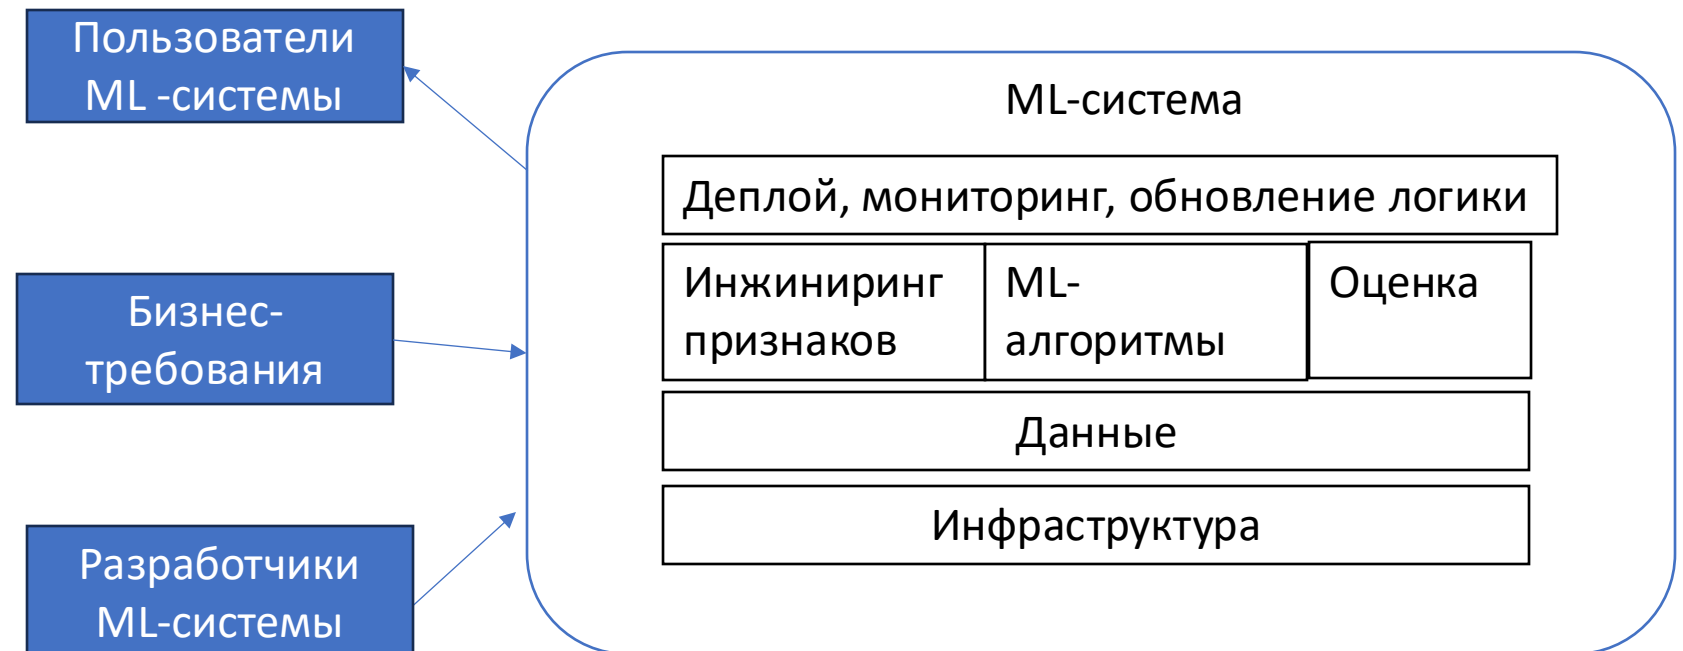 Пользователи
ML -системы
Бизнес-
требования
Разработчики
ML-системы
ML-система
Деплой, мониторинг, обновление логики
Инжиниринг
признаков
ML-
алгоритмы
Оценка
Данные
Инфраструктура